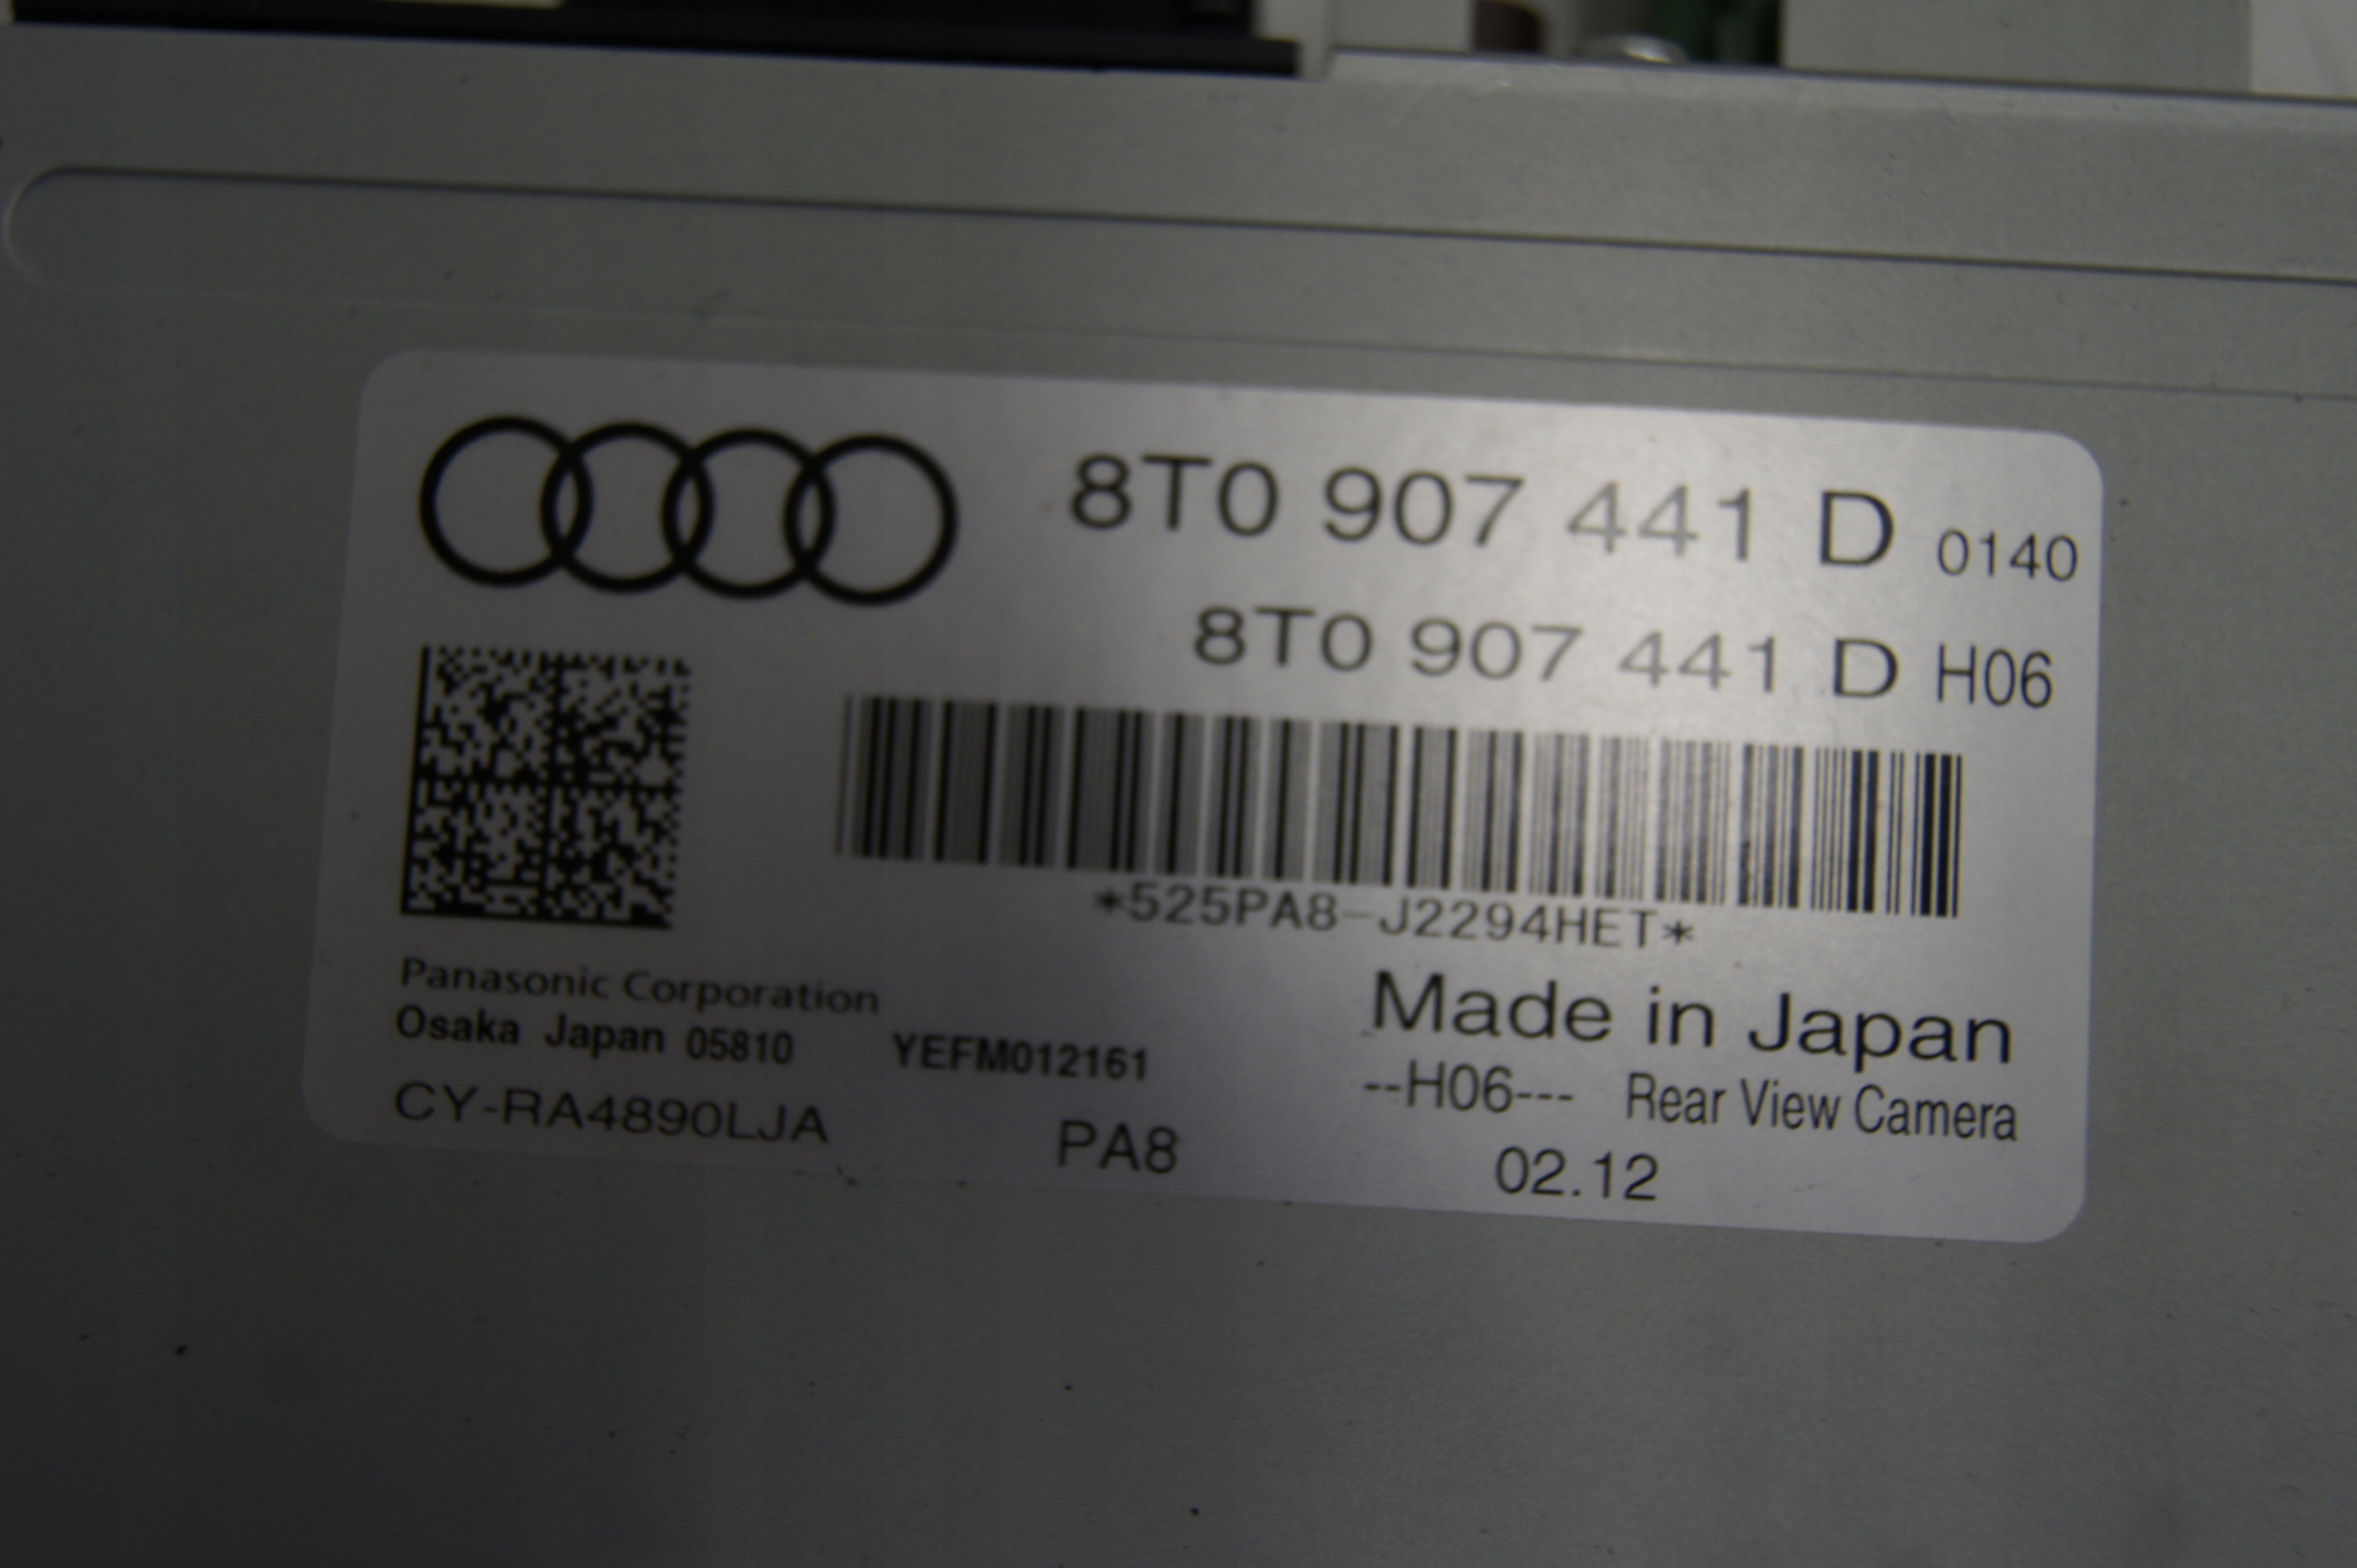 8T0 907 441 D 0140
8T0 907 441 D H06
*525PA8-J2294HET*
Panasonic Corporation
Made in Japan
Osaka Japan 05810 YEFM012161
--H06--- Rear View Camera
CY-RA4890LJA PA8 02.12